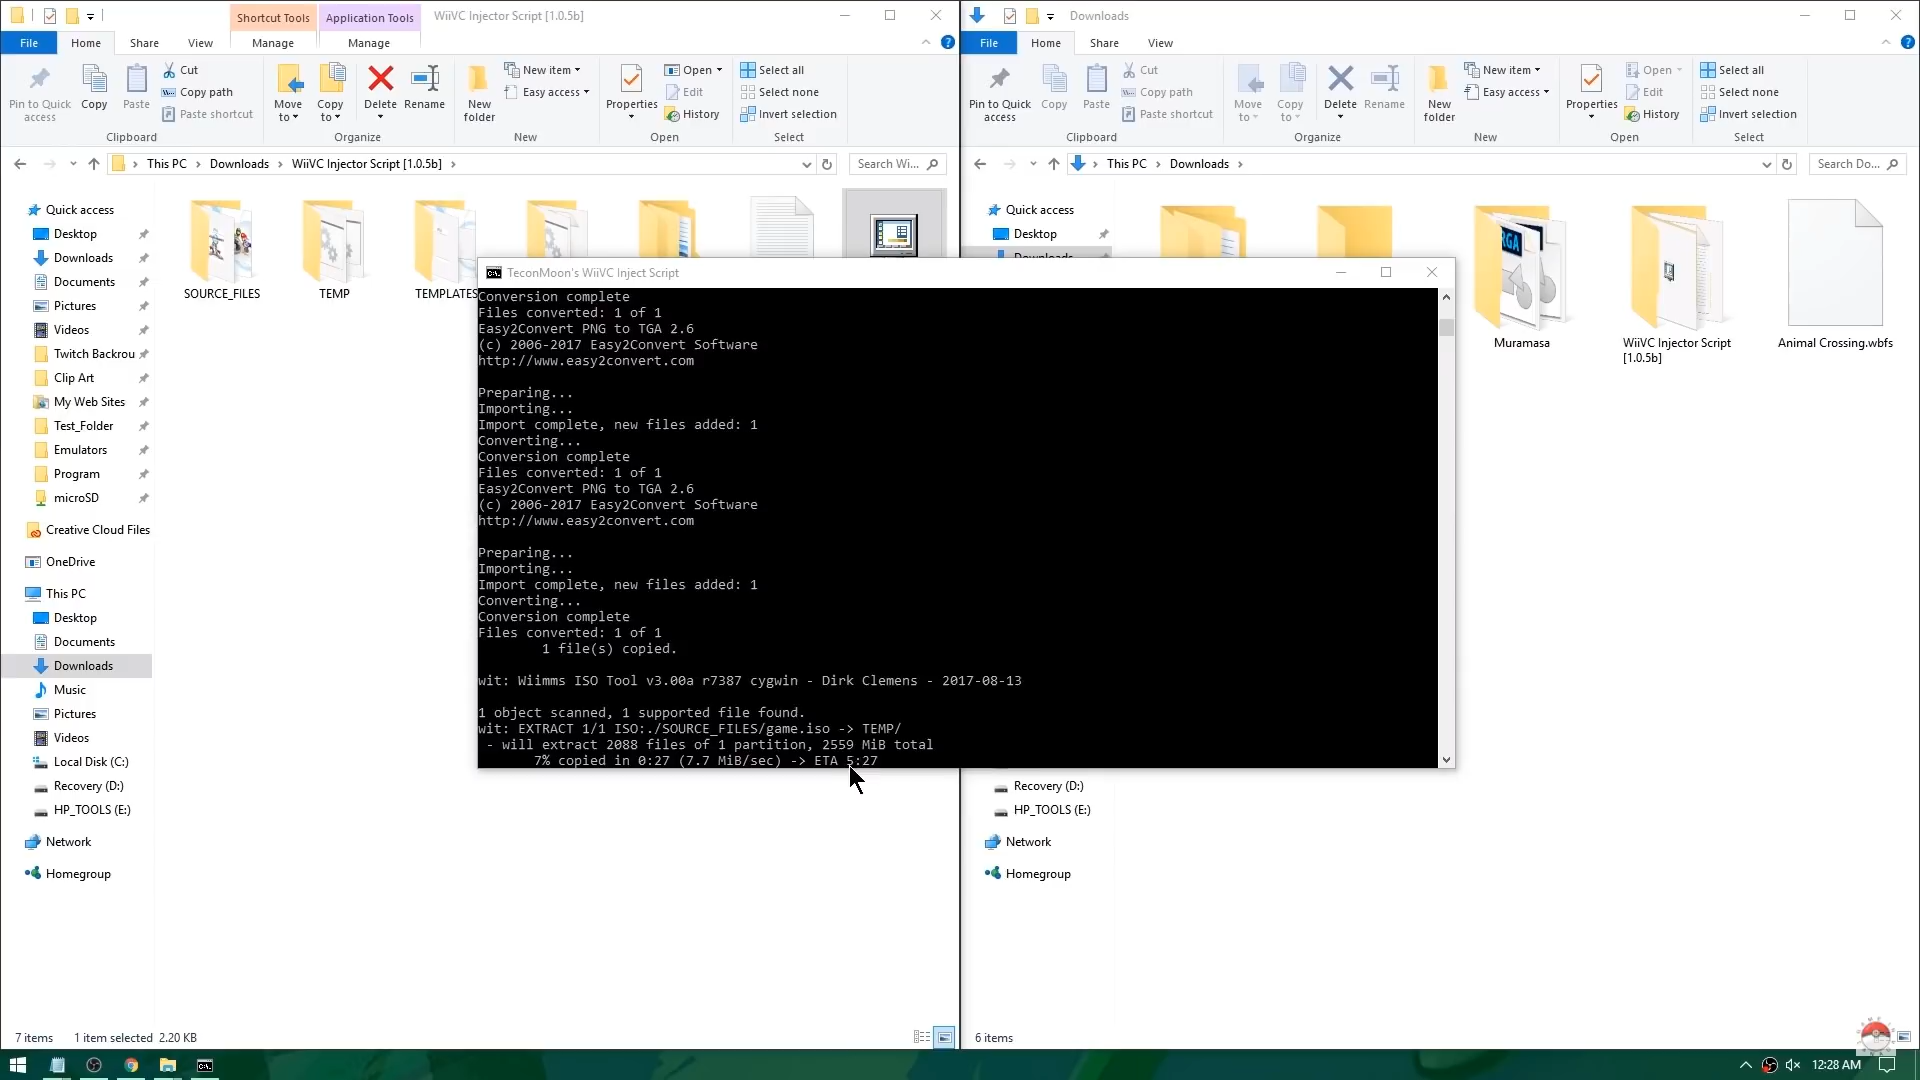 Shortcut Tools
Application Tools
WiiVC Injector Script [1.0.5b]
File
Home
Share
View
Manage
Manage
Pin to Quick access
Copy
Paste
Cut
Copy path
Paste shortcut
Clipboard
Move to
Copy to
Delete
Rename
Organize
New folder
New item
Easy access
New
Properties
Open
Edit
History
Open
Select all
Select none
Invert selection
Select
This PC > Downloads > WiiVC Injector Script [1.0.5b] >
Search Wi...
Quick access
Desktop
Downloads
Documents
Pictures
Videos
Twitch Backrou
Clip Art
My Web Sites
Test_Folder
Emulators
Program
microSD
Creative Cloud Files
OneDrive
This PC
Desktop
Documents
Downloads
Music
Pictures
Videos
Local Disk (C:)
Recovery (D:)
HP_TOOLS (E:)
Network
Homegroup
SOURCE_FILES
TEMP
TEMPLATES
7 items
1 item selected 2.20 KB
Downloads
File
Home
Share
View
Pin to Quick access
Copy
Paste
Cut
Copy path
Paste shortcut
Clipboard
Move to
Copy to
Delete
Rename
Organize
New folder
New item
Easy access
New
Properties
Open
Edit
History
Open
Select all
Select none
Invert selection
Select
This PC > Downloads >
Search Do...
Quick access
Desktop
Downloads
RGA
Muramasa
WiiVC Injector Script
[1.0.5b]
Animal Crossing.wbfs
Recovery (D:)
HP_TOOLS (E:)
Network
Homegroup
6 items
TeconMoon's WiiVC Inject Script
Conversion complete
Files converted: 1 of 1
Easy2Convert PNG to TGA 2.6
(c) 2006-2017 Easy2Convert Software
http://www.easy2convert.com
Preparing...
Importing...
Import complete, new files added: 1
Converting...
Conversion complete
Files converted: 1 of 1
Easy2Convert PNG to TGA 2.6
(c) 2006-2017 Easy2Convert Software
http://www.easy2convert.com
Preparing...
Importing...
Import complete, new files added: 1
Converting...
Conversion complete
Files converted: 1 of 1
1 file(s) copied.
wit: Wiimms ISO Tool v3.00a r7387 cygwin - Dirk Clemens - 2017-08-13
1 object scanned, 1 supported file found.
wit: EXTRACT 1/1 ISO:./SOURCE_FILES/game.iso -> TEMP/
- will extract 2088 files of 1 partition, 2559 MiB total
7% copied in 0:27 (7.7 MiB/sec) -> ETA 5:27
12:28 AM